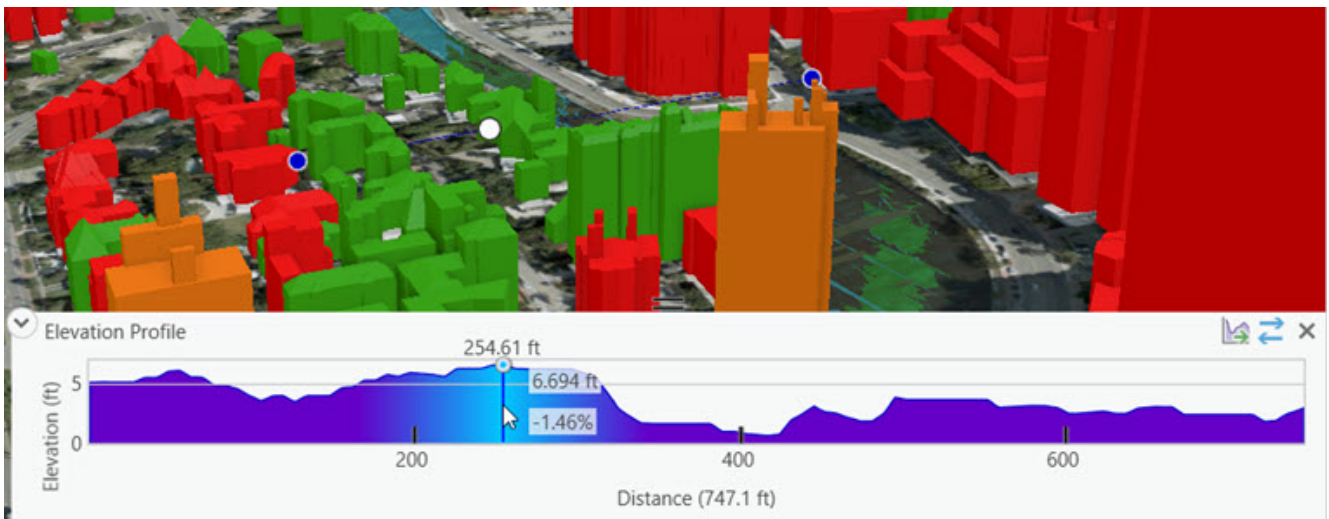 Elevation Profile
254.61 ft
Elevation (ft)
5
0
6.694 ft
-1.46%
200
400
600
Distance (747.1 ft)